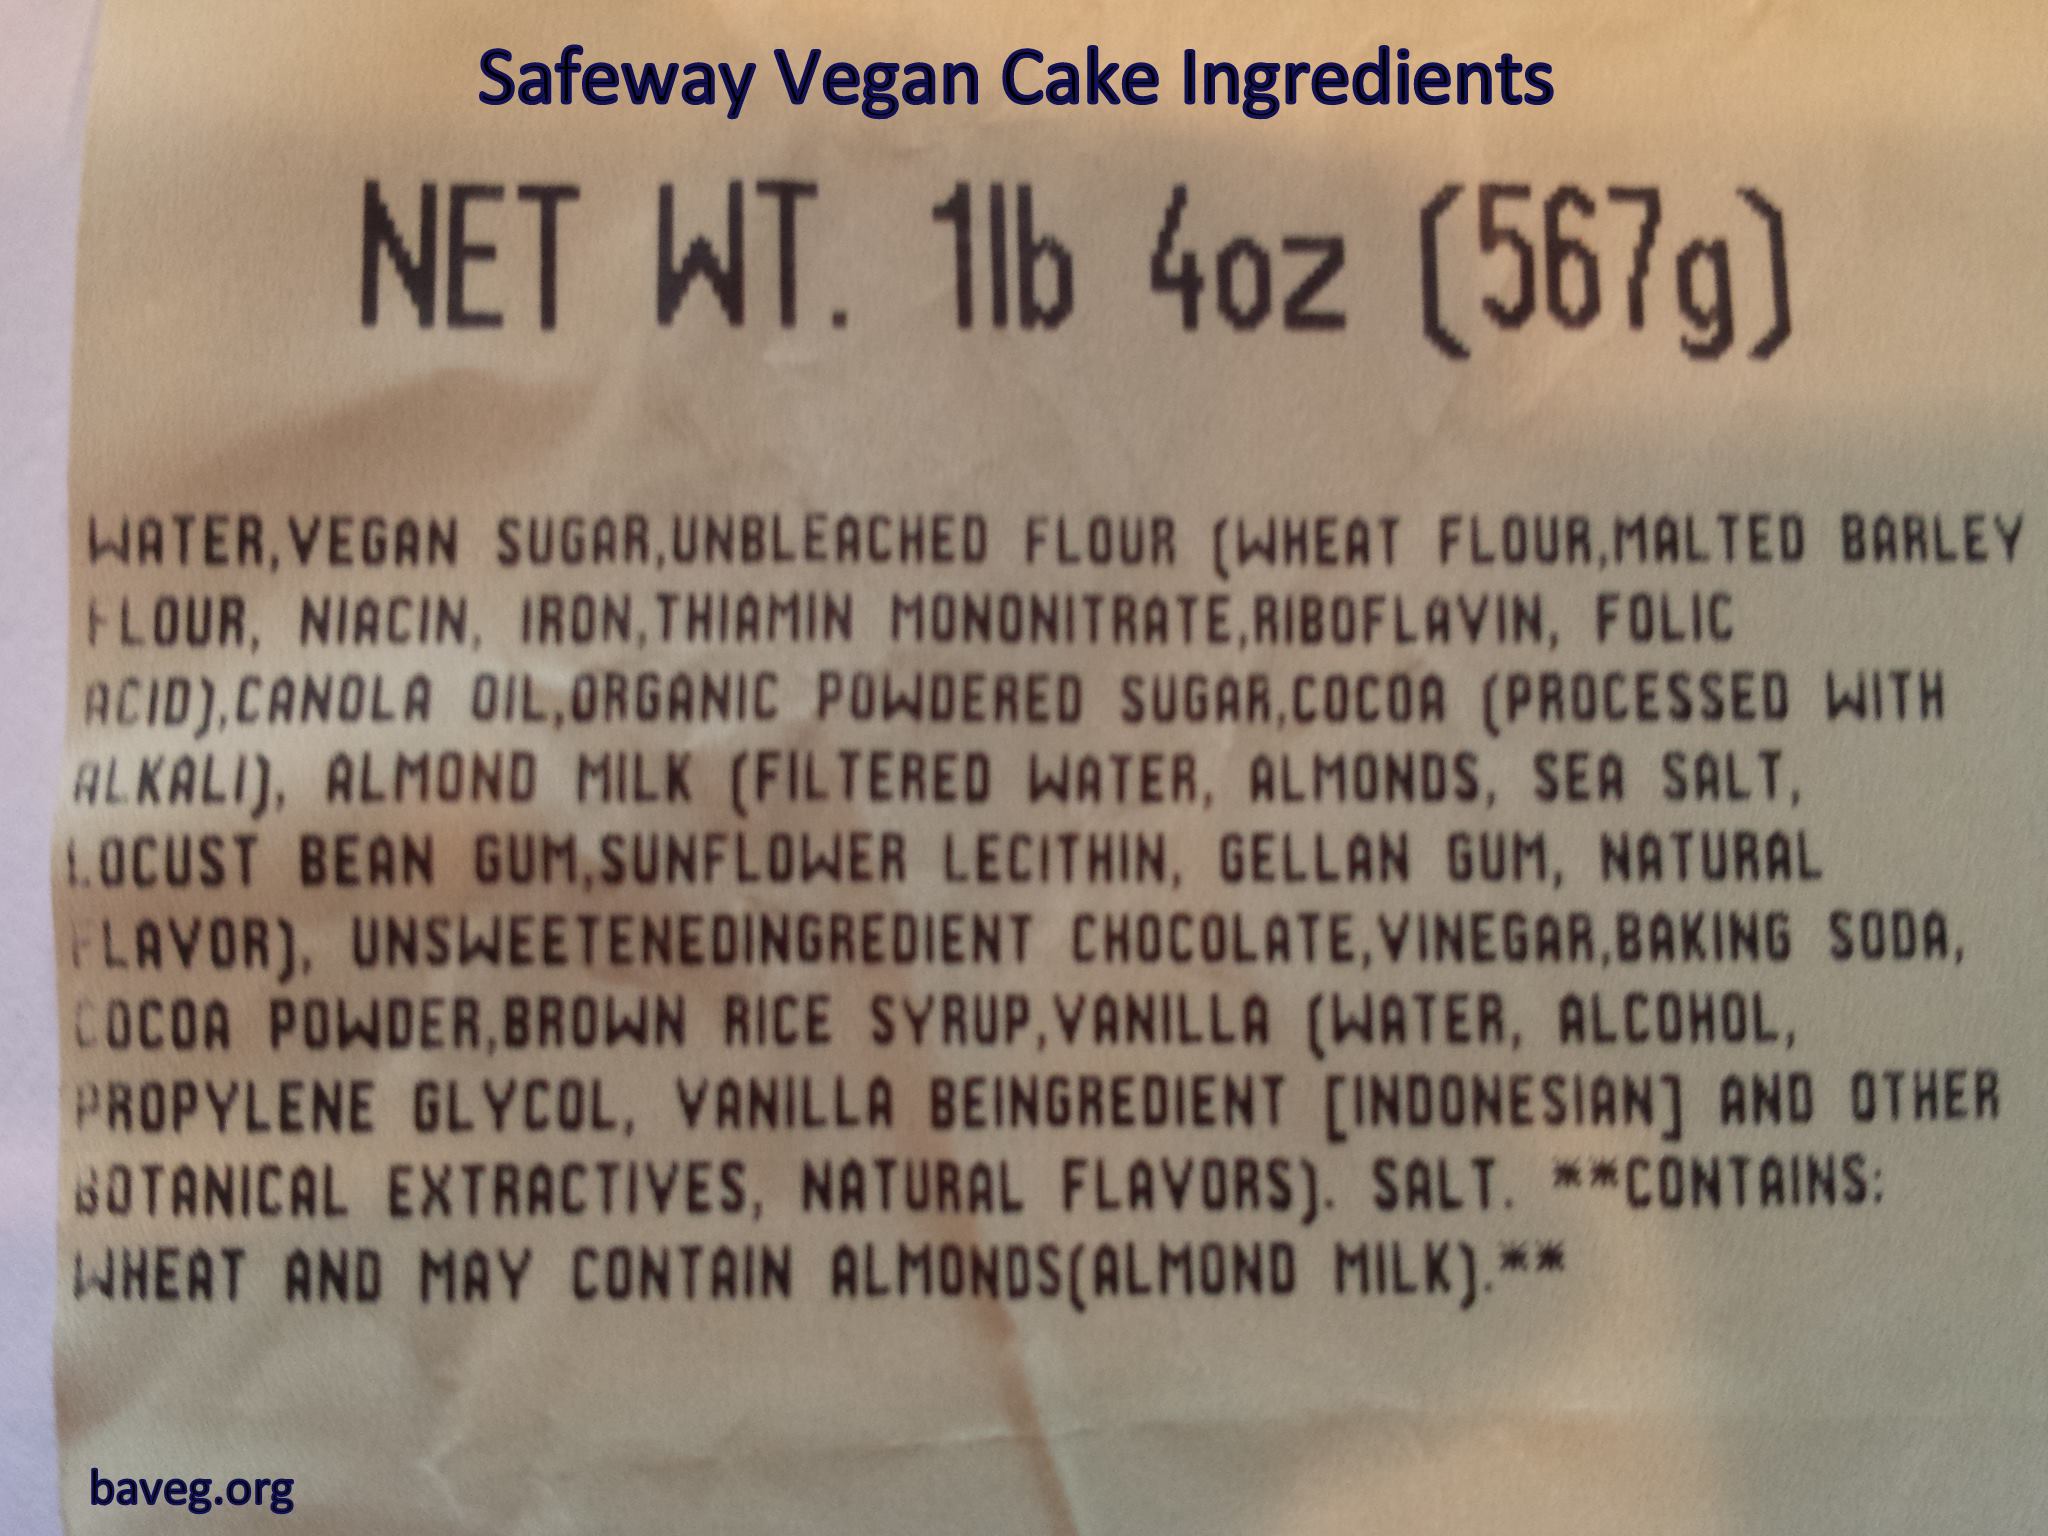 Safeway Vegan Cake Ingredients
NET WT. 1lb 4oz (567g)
WATER,VEGAN SUGAR,UNBLEACHED FLOUR (WHEAT FLOUR,MALTED BARLEY
FLOUR, NIACIN, IRON,THIAMIN MONONITRATE,RIBOFLAVIN, FOLIC
ACID),CANOLA OIL,ORGANIC POWDERED SUGAR,COCOA (PROCESSED WITH
ALKALI), ALMOND MILK (FILTERED WATER, ALMONDS, SEA SALT,
LOCUST BEAN GUM,SUNFLOWER LECITHIN, GELLAN GUM, NATURAL
FLAVOR), UNSWEETENEDINGREDIENT CHOCOLATE,VINEGAR,BAKING SODA,
COCOA POWDER,BROWN RICE SYRUP,VANILLA (WATER, ALCOHOL,
PROPYLENE GLYCOL, VANILLA BEINGREDIENT [INDONESIAN] AND OTHER
BOTANICAL EXTRACTIVES, NATURAL FLAVORS). SALT. **CONTAINS:
WHEAT AND MAY CONTAIN ALMONDS(ALMOND MILK).**
baveg.org